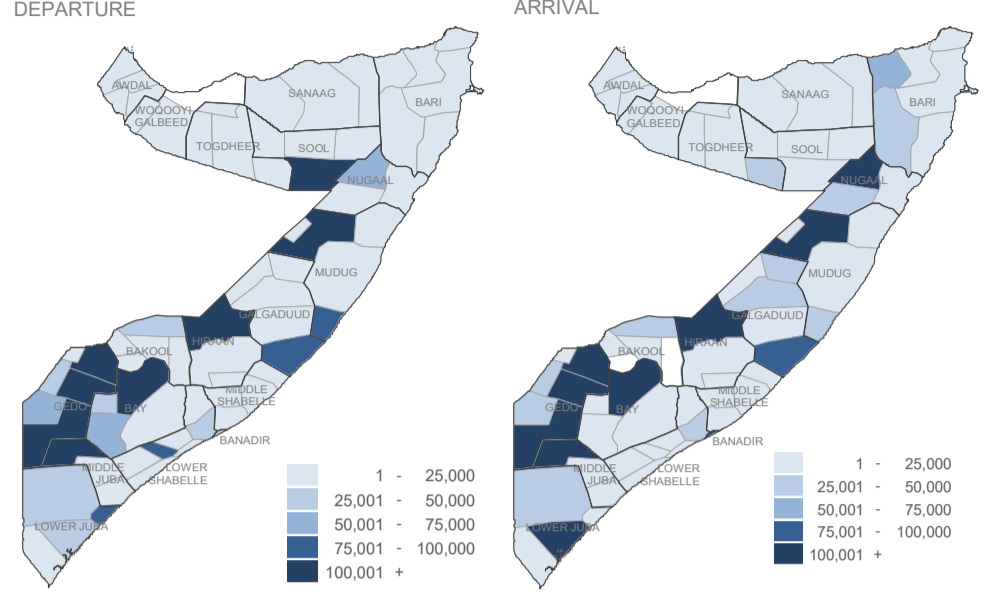 DEPARTURE
AWDAL
WOQOOYI
GALBEED
TOGDHEER
SANAAG
SOOL
BARI
NUGAAL
MUDUG
GALGADUUD
HIRAAN
BAKOOL
GEDO
BAY
MIDDLE
SHABELLE
BANADIR
MIDDLE
JUBA
LOWER
SHABELLE
LOWER JUBA
1 - 25,000
25,001 - 50,000
50,001 - 75,000
75,001 - 100,000
100,001 +
ARRIVAL
AWDAL
WOQOOYI
GALBEED
TOGDHEER
SANAAG
SOOL
BARI
NUGAAL
MUDUG
GALGADUUD
HIRAAN
BAKOOL
GEDO
BAY
MIDDLE
SHABELLE
BANADIR
MIDDLE
JUBA
LOWER
SHABELLE
LOWER JUBA
1 - 25,000
25,001 - 50,000
50,001 - 75,000
75,001 - 100,000
100,001 +